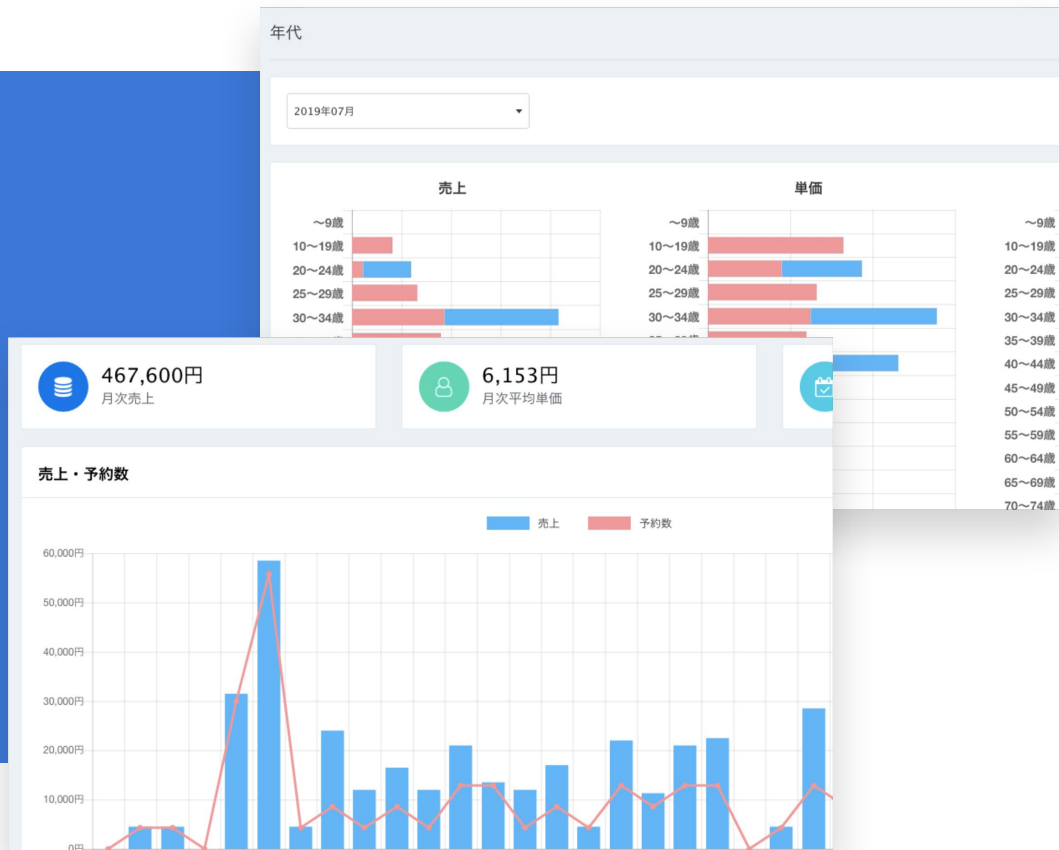 年代
2019年07月
売上
単価
～9歳
10～19歳
20～24歳
25～29歳
30～34歳
～9歳
10～19歳
20～24歳
25～29歳
30～34歳
～9歳
10～19歳
20～24歳
25～29歳
30～34歳
35～39歳
40～44歳
45～49歳
50～54歳
55～59歳
60～64歳
65～69歳
70～74歳
467,600円
月次売上
6,153円
月次平均単価
売上・予約数
売上
予約数
60,000円
50,000円
40,000円
30,000円
20,000円
10,000円
0円